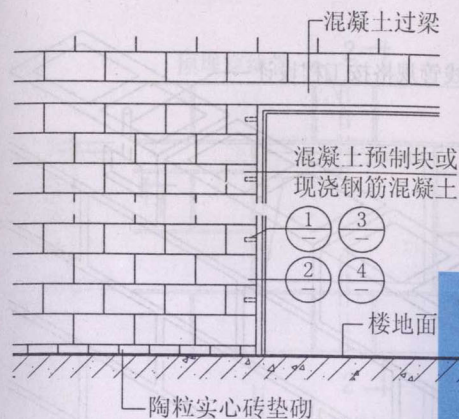 混凝土过梁
混凝土预制块或
现浇钢筋混凝土
1 3
— —
2 4
— —
楼地面
陶粒实心砖垫砌